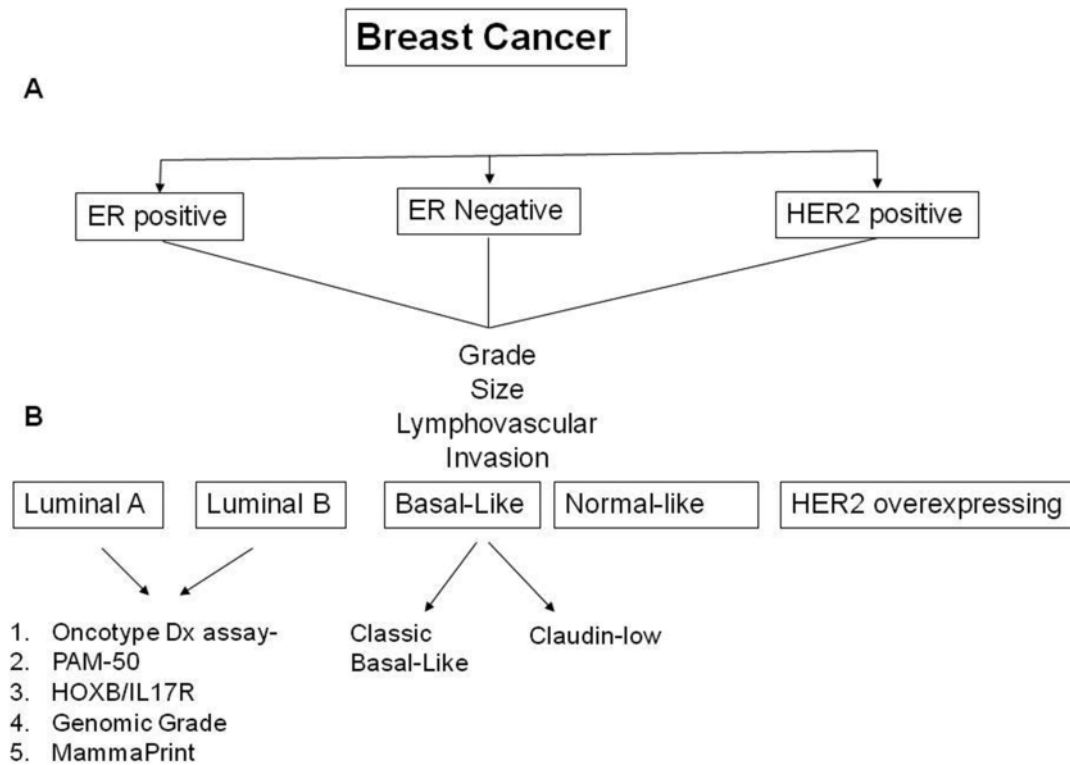 Breast Cancer
A
ER positive
ER Negative
HER2 positive
Grade
Size
Lymphovascular
Invasion
B
Luminal A
Luminal B
Basal-Like
Normal-like
HER2 overexpressing
1. Oncotype Dx assay-
2. PAM-50
3. HOXB/IL17R
4. Genomic Grade
5. MammaPrint
Classic
Basal-Like
Claudin-low